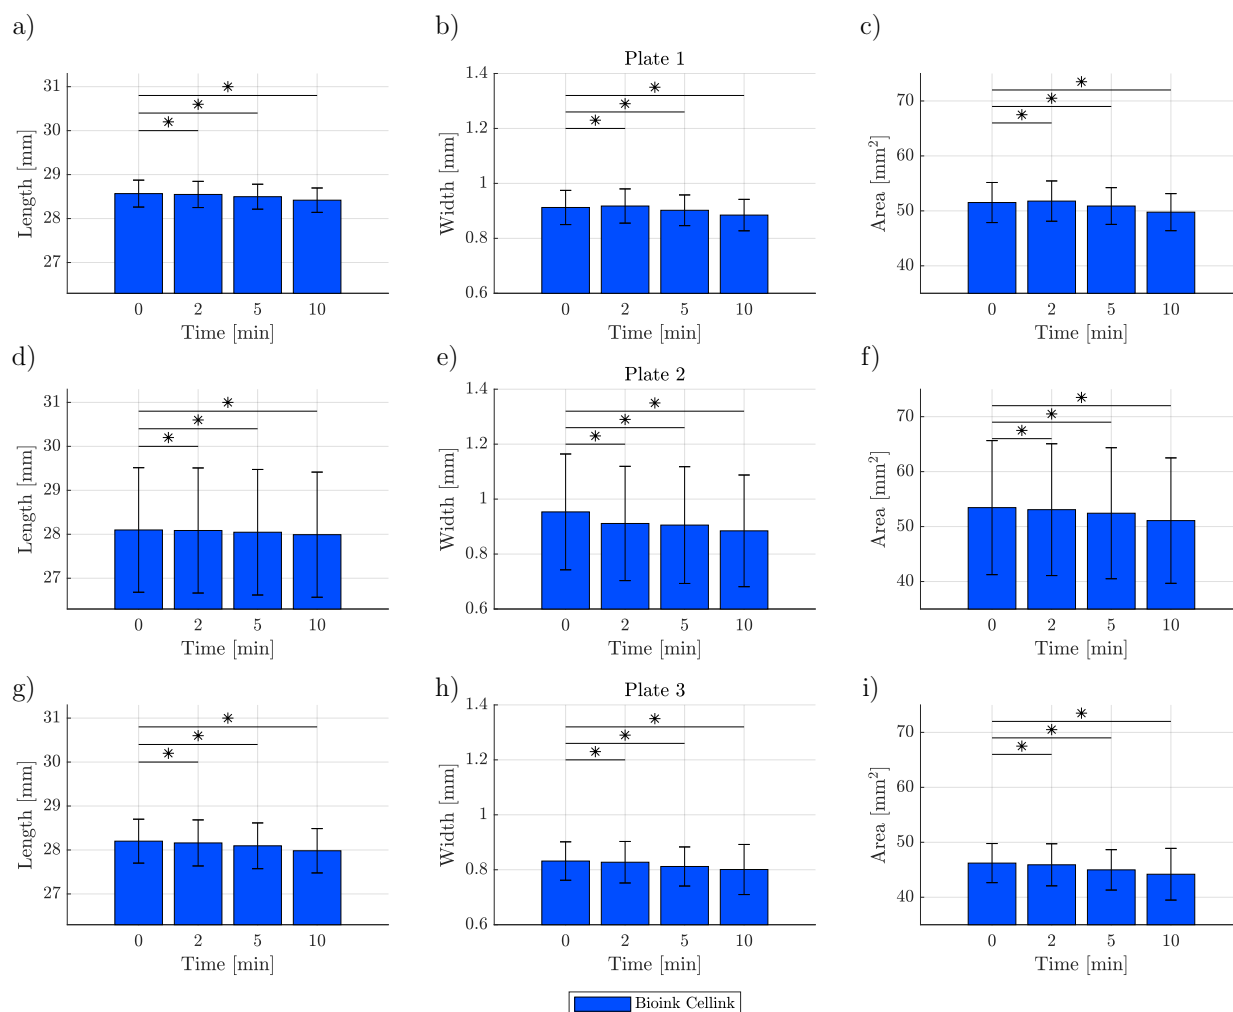 a)
31
30
29
28
27
Length [mm]
* * *
0 2 5 10
Time [min]
b)
Plate 1
1.4
1.2
1
0.8
0.6
Width [mm]
* * *
0 2 5 10
Time [min]
c)
70
60
50
40
Area [mm²]
* * *
0 2 5 10
Time [min]
d)
31
30
29
28
27
Length [mm]
* * *
0 2 5 10
Time [min]
e)
Plate 2
1.4
1.2
1
0.8
0.6
Width [mm]
* * *
0 2 5 10
Time [min]
f)
70
60
50
40
Area [mm²]
* * *
0 2 5 10
Time [min]
g)
31
30
29
28
27
Length [mm]
* * *
0 2 5 10
Time [min]
h)
Plate 3
1.4
1.2
1
0.8
0.6
Width [mm]
* * *
0 2 5 10
Time [min]
i)
70
60
50
40
Area [mm²]
* * *
0 2 5 10
Time [min]
Bioink Cellink